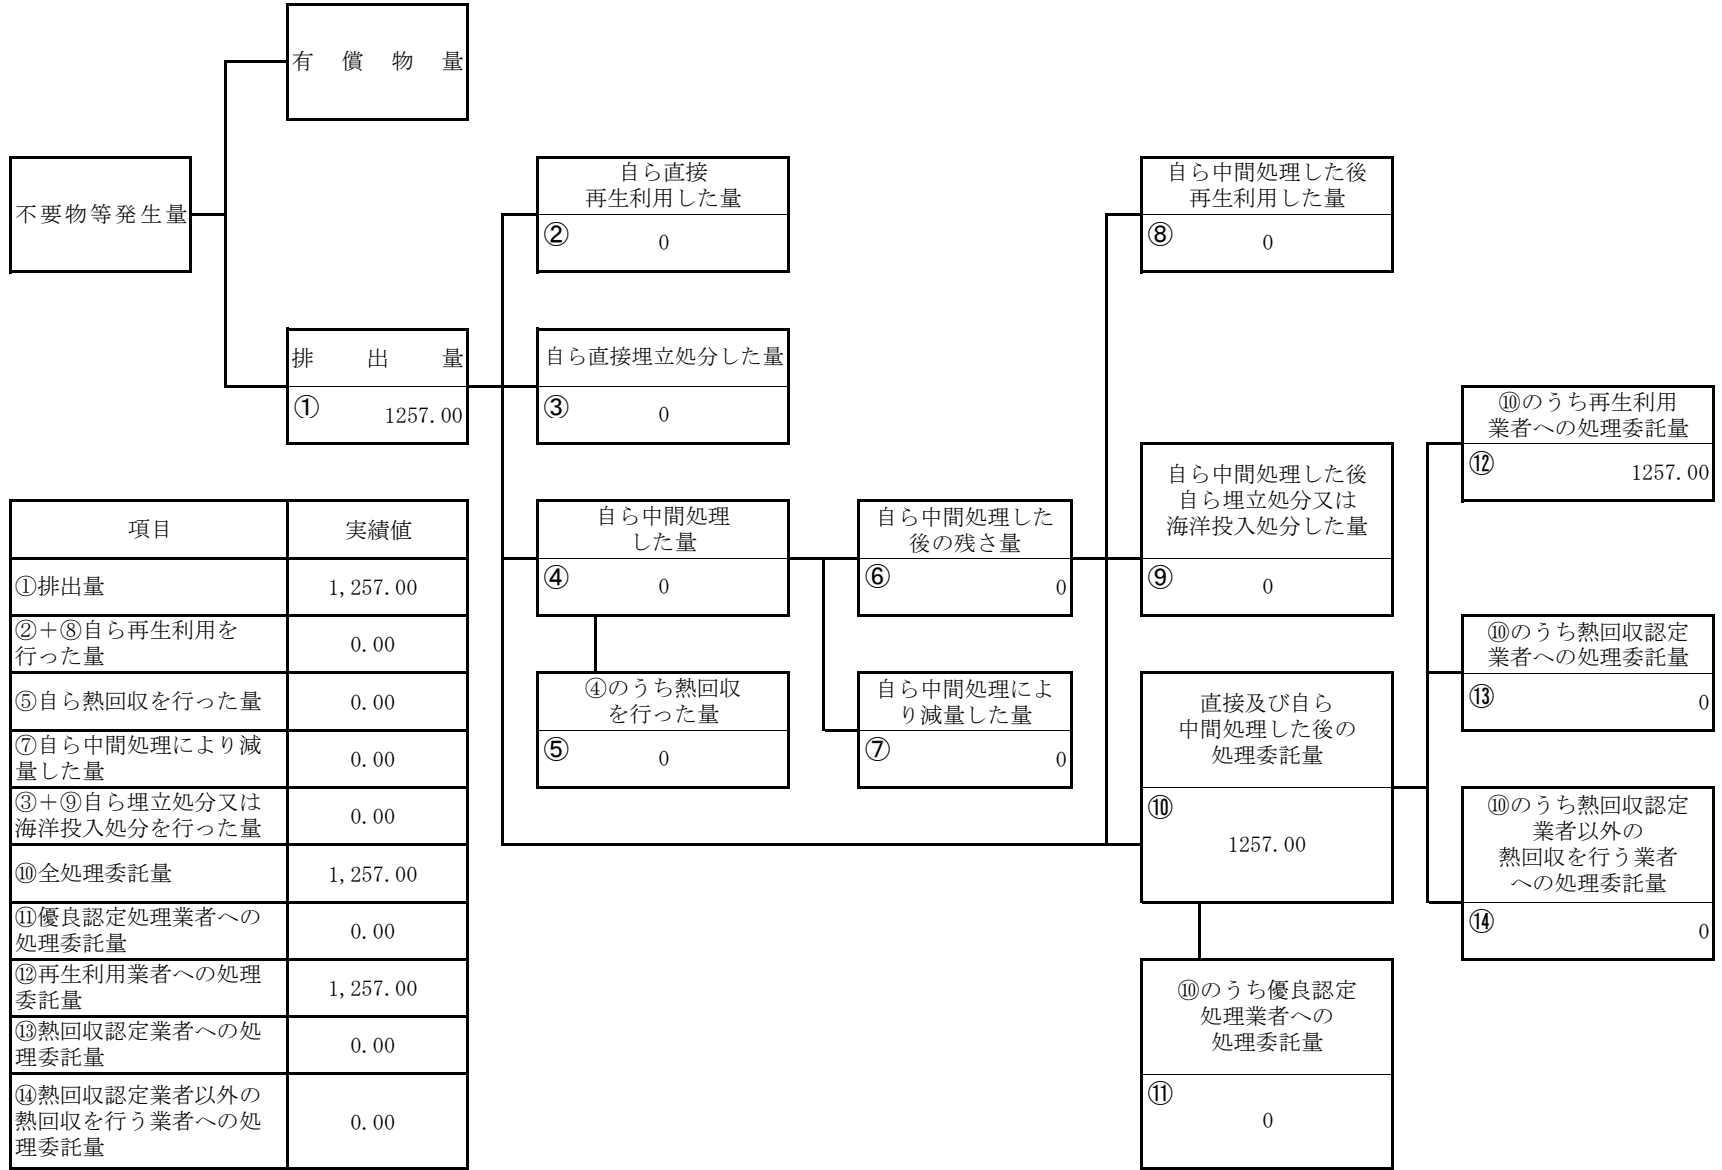 有償物量
不要物等発生量
自ら直接
再生利用した量
② 0
自ら中間処理した後
再生利用した量
⑧ 0
排出量
① 1257.00
自ら直接埋立処分した量
③ 0
⑩のうち再生利用
業者への処理委託量
⑫ 1257.00
自ら中間処理
した量
④ 0
自ら中間処理した
後の残さ量
⑥ 0
自ら中間処理した後
自ら埋立処分又は
海洋投入処分した量
⑨ 0
⑩のうち熱回収認定
業者への処理委託量
⑬ 0
④のうち熱回収
を行った量
⑤ 0
自ら中間処理によ
り減量した量
⑦ 0
直接及び自ら
中間処理した後の
処理委託量
⑩
1257.00
⑩のうち熱回収認定
業者以外の
熱回収を行う業者
への処理委託量
⑭ 0
⑩のうち優良認定
処理業者への
処理委託量
⑪
0
項目 実績値
①排出量 1,257.00
②＋⑧自ら再生利用を
行った量 0.00
⑤自ら熱回収を行った量 0.00
⑦自ら中間処理により減
量した量 0.00
③＋⑨自ら埋立処分又は
海洋投入処分を行った量 0.00
⑩全処理委託量 1,257.00
⑪優良認定処理業者への
処理委託量 0.00
⑫再生利用業者への処理
委託量 1,257.00
⑬熱回収認定業者への処
理委託量 0.00
⑭熱回収認定業者以外の
熱回収を行う業者への処
理委託量 0.00